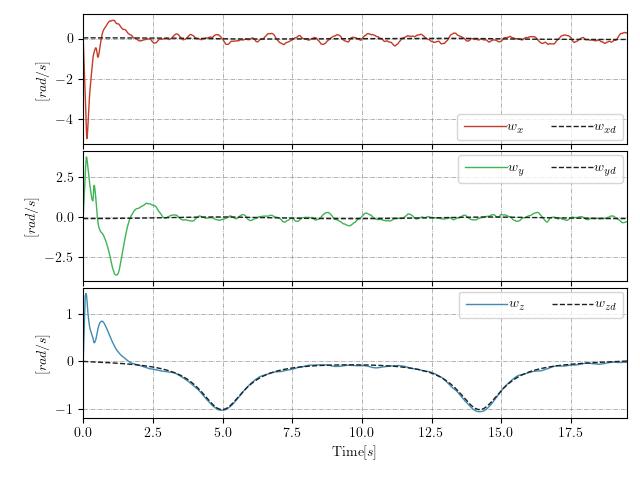 0
−2
−4
[rad/s]
w_x w_xd
2.5
0.0
−2.5
[rad/s]
w_y w_yd
1
0
−1
[rad/s]
w_z w_zd
0.0 2.5 5.0 7.5 10.0 12.5 15.0 17.5
Time[s]